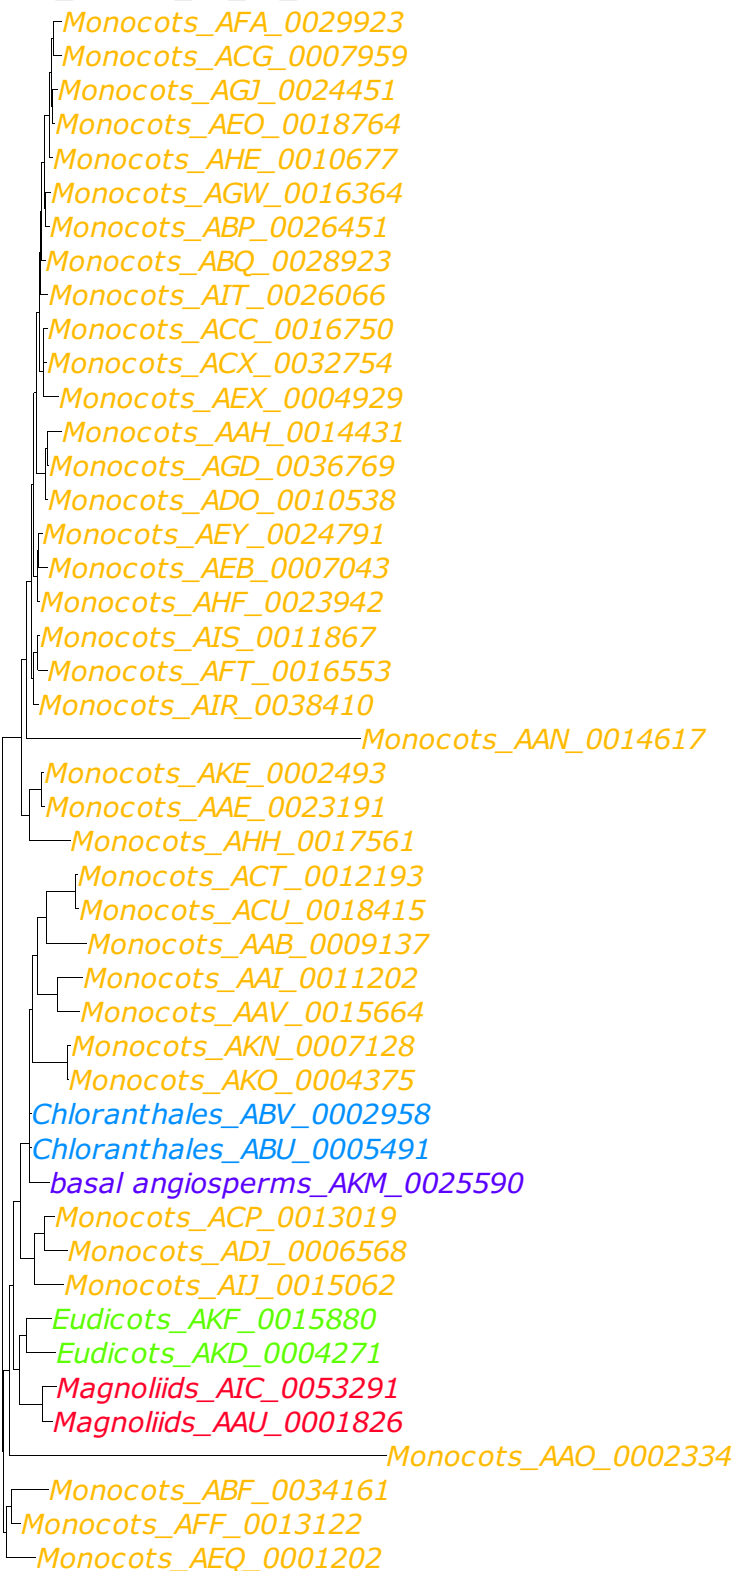 Monocots_AFA_0029923
Monocots_ACG_0007959
Monocots_AGJ_0024451
Monocots_AEO_0018764
Monocots_AHE_0010677
Monocots_AGW_0016364
Monocots_ABP_0026451
Monocots_ABQ_0028923
Monocots_AIT_0026066
Monocots_ACC_0016750
Monocots_ACX_0032754
Monocots_AEX_0004929
Monocots_AAH_0014431
Monocots_AGD_0036769
Monocots_ADO_0010538
Monocots_AEY_0024791
Monocots_AEB_0007043
Monocots_AHF_0023942
Monocots_AIS_0011867
Monocots_AFT_0016553
Monocots_AIR_0038410
Monocots_AAN_0014617
Monocots_AKE_0002493
Monocots_AAE_0023191
Monocots_AHH_0017561
Monocots_ACT_0012193
Monocots_ACU_0018415
Monocots_AAB_0009137
Monocots_AAI_0011202
Monocots_AAV_0015664
Monocots_AKN_0007128
Monocots_AKO_0004375
Chloranthales_ABV_0002958
Chloranthales_ABU_0005491
basal angiosperms_AKM_0025590
Monocots_ACP_0013019
Monocots_ADJ_0006568
Monocots_AIJ_0015062
Eudicots_AKF_0015880
Eudicots_AKD_0004271
Magnoliids_AIC_0053291
Magnoliids_AAU_0001826
Monocots_AAO_0002334
Monocots_ABF_0034161
Monocots_AFF_0013122
Monocots_AEQ_0001202